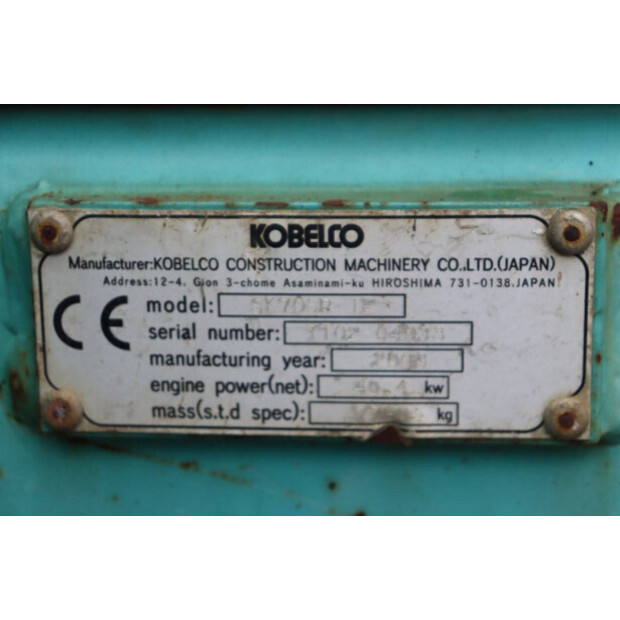 KOBELCO
Manufacturer:KOBELCO CONSTRUCTION MACHINERY CO.,LTD.(JAPAN)
Address:12-4, Gion 3-chome Asaminami-ku HIROSHIMA 731-0138.JAPAN
CE
model:
serial number:
manufacturing year:
engine power(net): kw
mass(s.t.d spec): kg